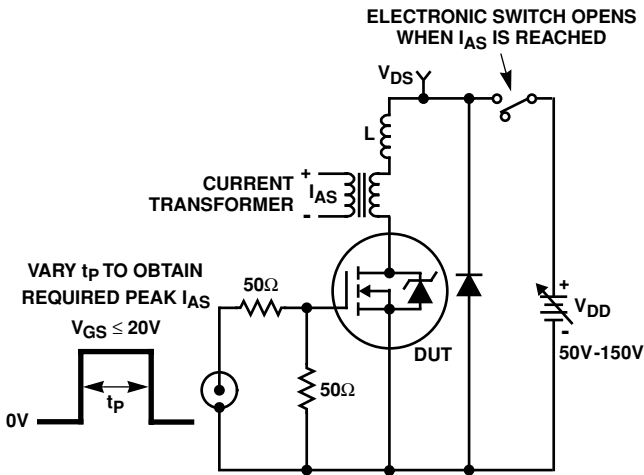 ELECTRONIC SWITCH OPENS
WHEN IAS IS REACHED
VDS
L
+
CURRENT
TRANSFORMER
IAS
-
VARY tP TO OBTAIN
REQUIRED PEAK IAS
50Ω
VGS ≤ 20V
DUT
+
VDD
-
50V-150V
50Ω
0V
tP